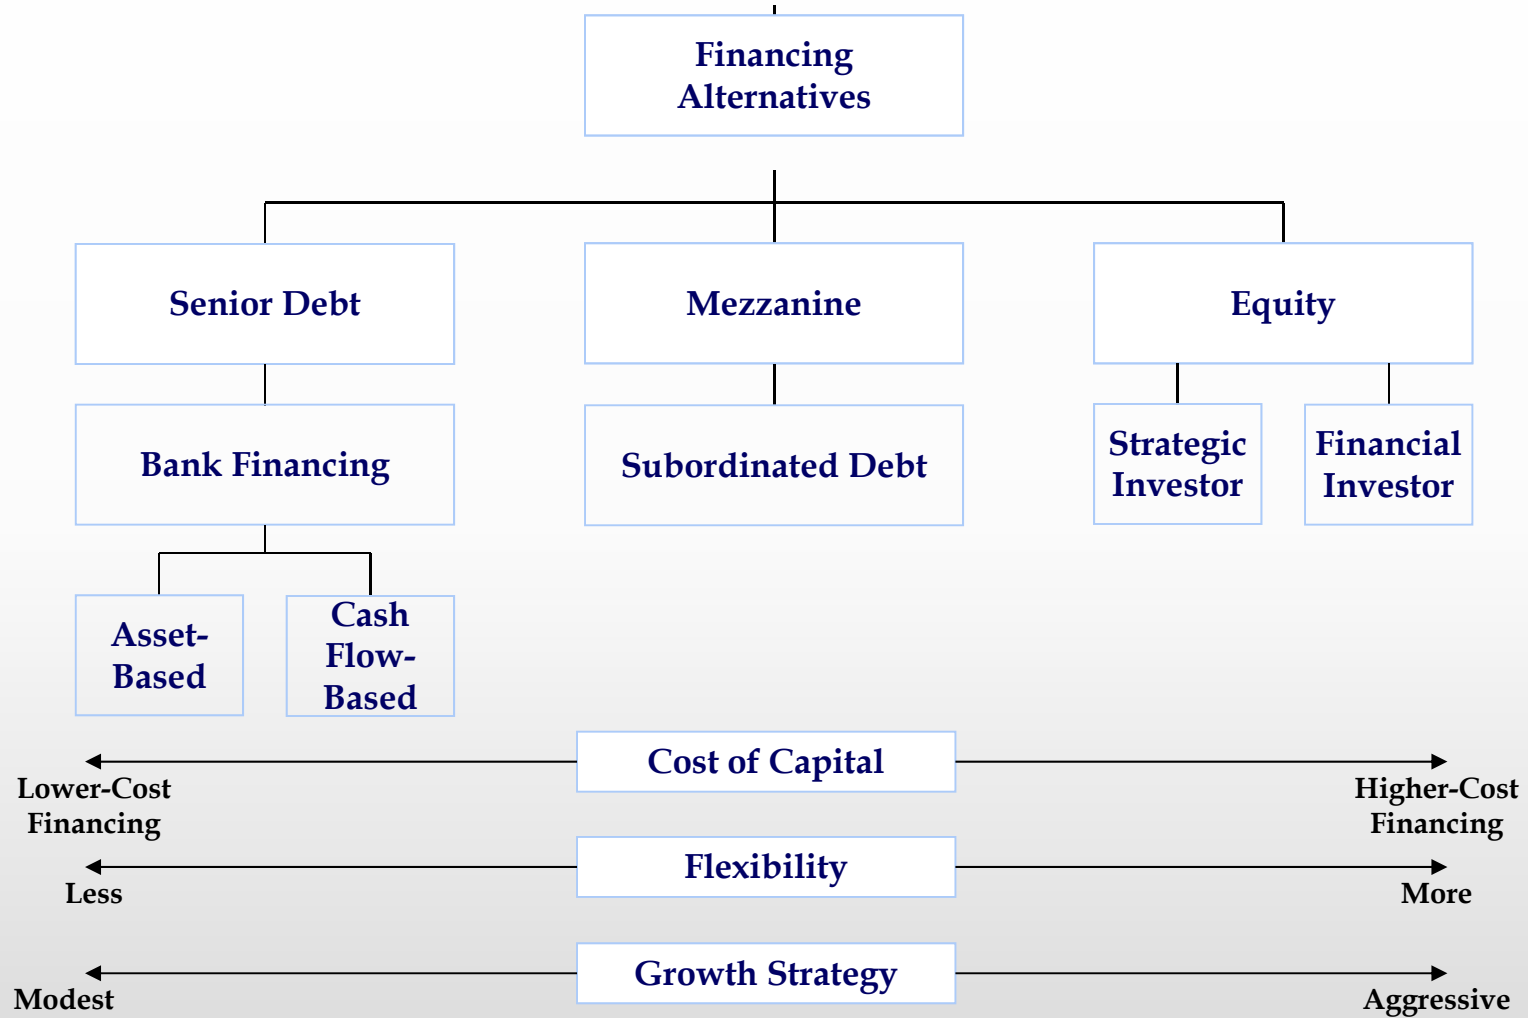 Financing
Alternatives
Senior Debt
Mezzanine
Equity
Bank Financing
Subordinated Debt
Strategic
Investor
Financial
Investor
Asset-
Based
Cash
Flow-
Based
Cost of Capital
Lower-Cost
Financing
Higher-Cost
Financing
Flexibility
Less
More
Growth Strategy
Modest
Aggressive